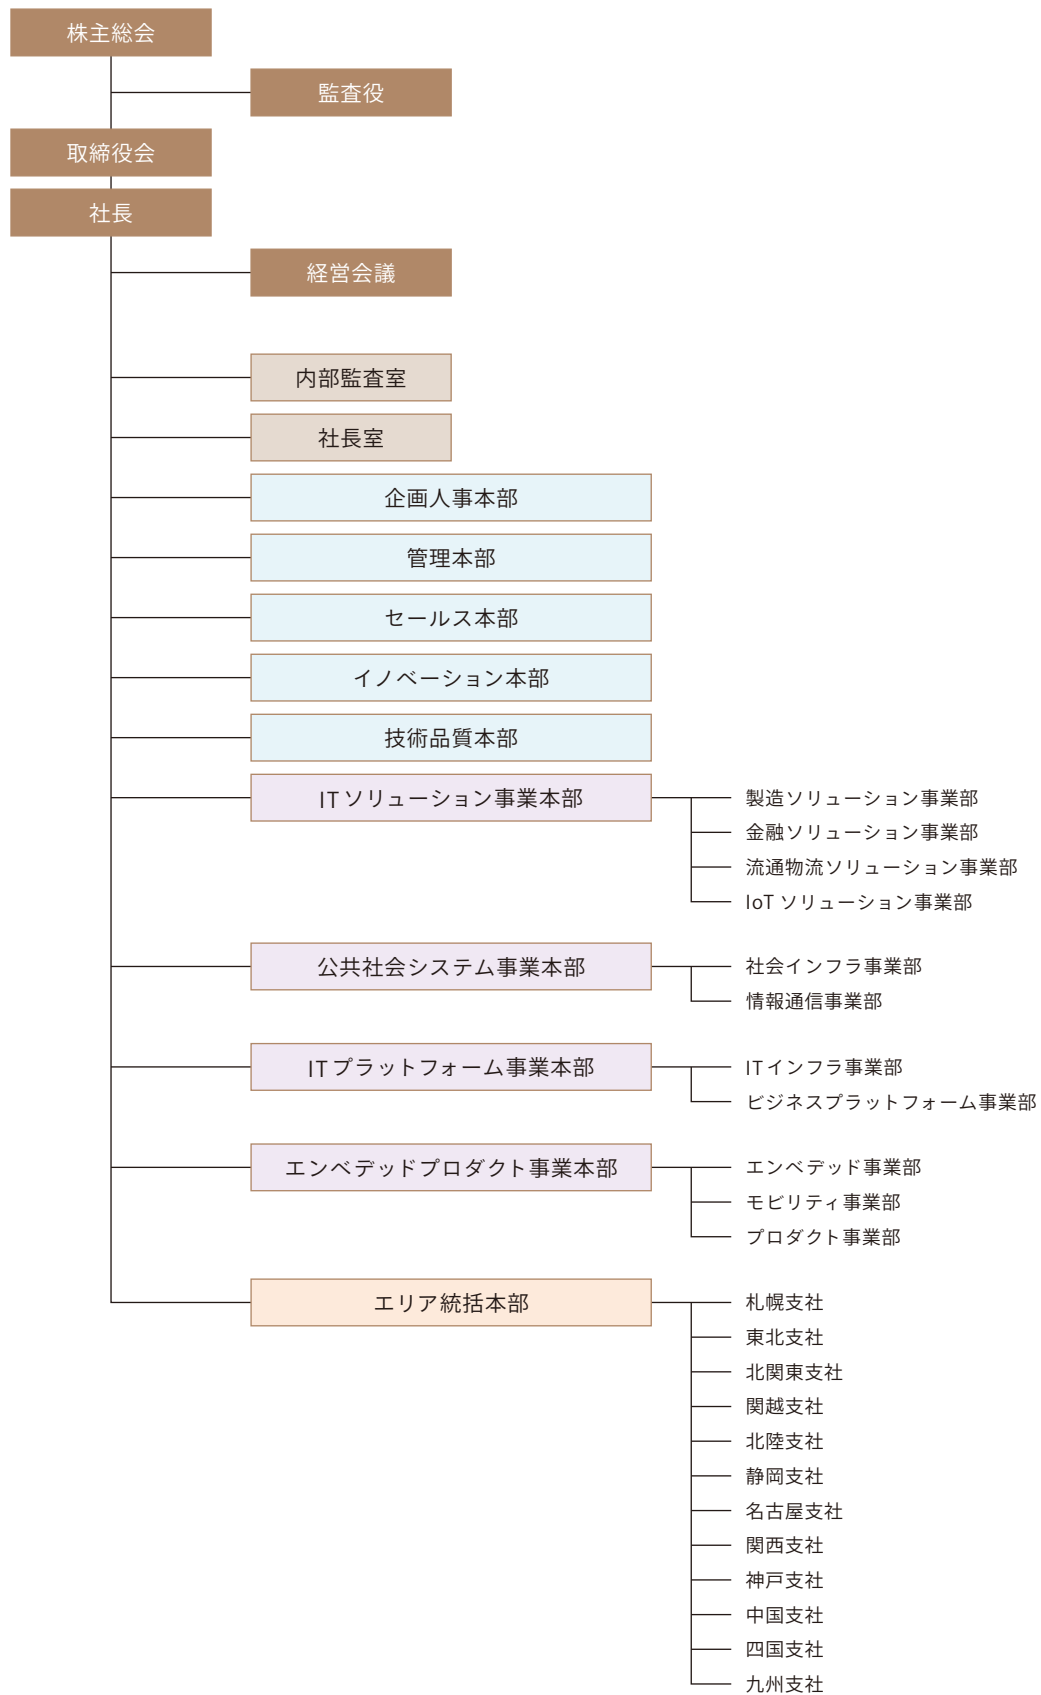 株主総会
監査役
取締役会
社長
経営会議
内部監査室
社長室
企画人事本部
管理本部
セールス本部
イノベーション本部
技術品質本部
ITソリューション事業本部
製造ソリューション事業部
金融ソリューション事業部
流通物流ソリューション事業部
IoTソリューション事業部
公共社会システム事業本部
社会インフラ事業部
情報通信事業部
ITプラットフォーム事業本部
ITインフラ事業部
ビジネスプラットフォーム事業部
エンベデッドプロダクト事業本部
エンベデッド事業部
モビリティ事業部
プロダクト事業部
エリア統括本部
札幌支社
東北支社
北関東支社
関越支社
北陸支社
静岡支社
名古屋支社
関西支社
神戸支社
中国支社
四国支社
九州支社